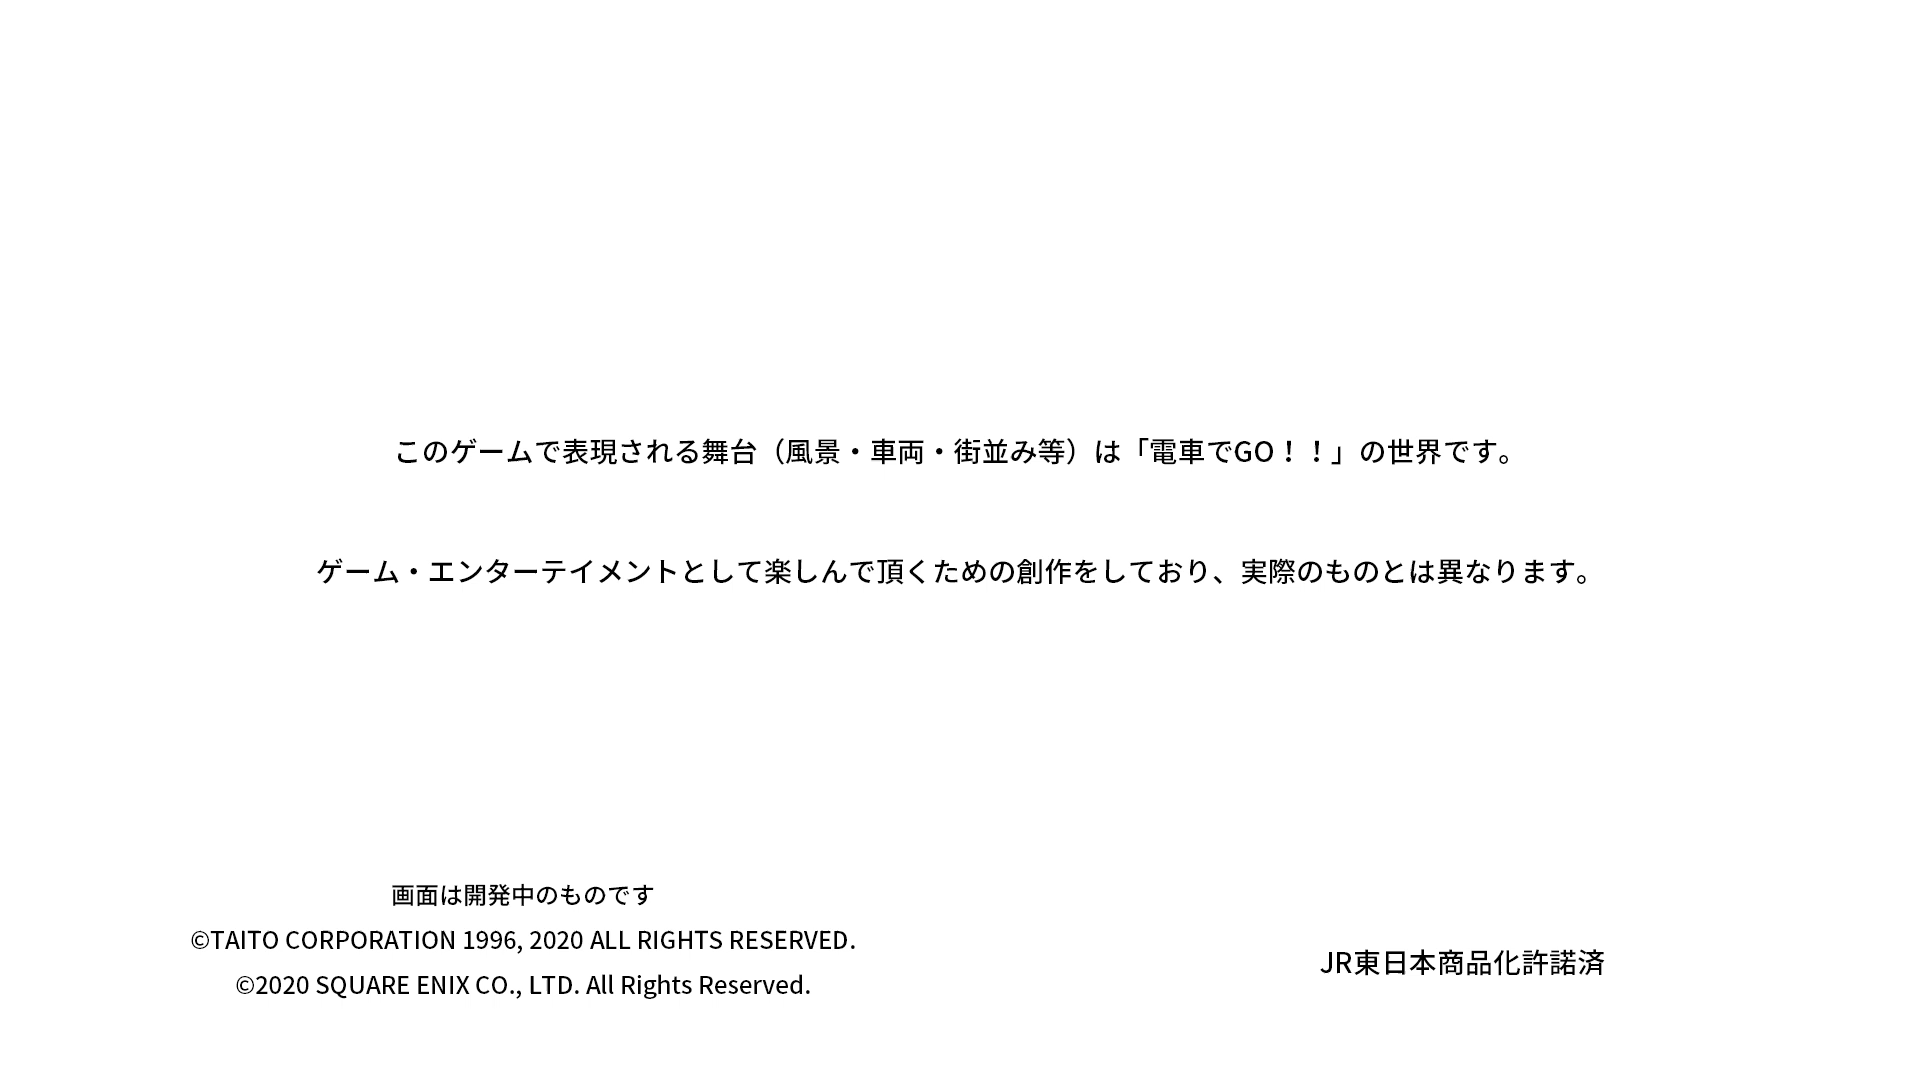 このゲームで表現される舞台（風景・車両・街並み等）は「電車でGO！！」の世界です。
ゲーム・エンターテイメントとして楽しんで頂くための創作をしており、実際のものとは異なります。
画面は開発中のものです
©TAITO CORPORATION 1996, 2020 ALL RIGHTS RESERVED.
©2020 SQUARE ENIX CO., LTD. All Rights Reserved.
JR東日本商品化許諾済